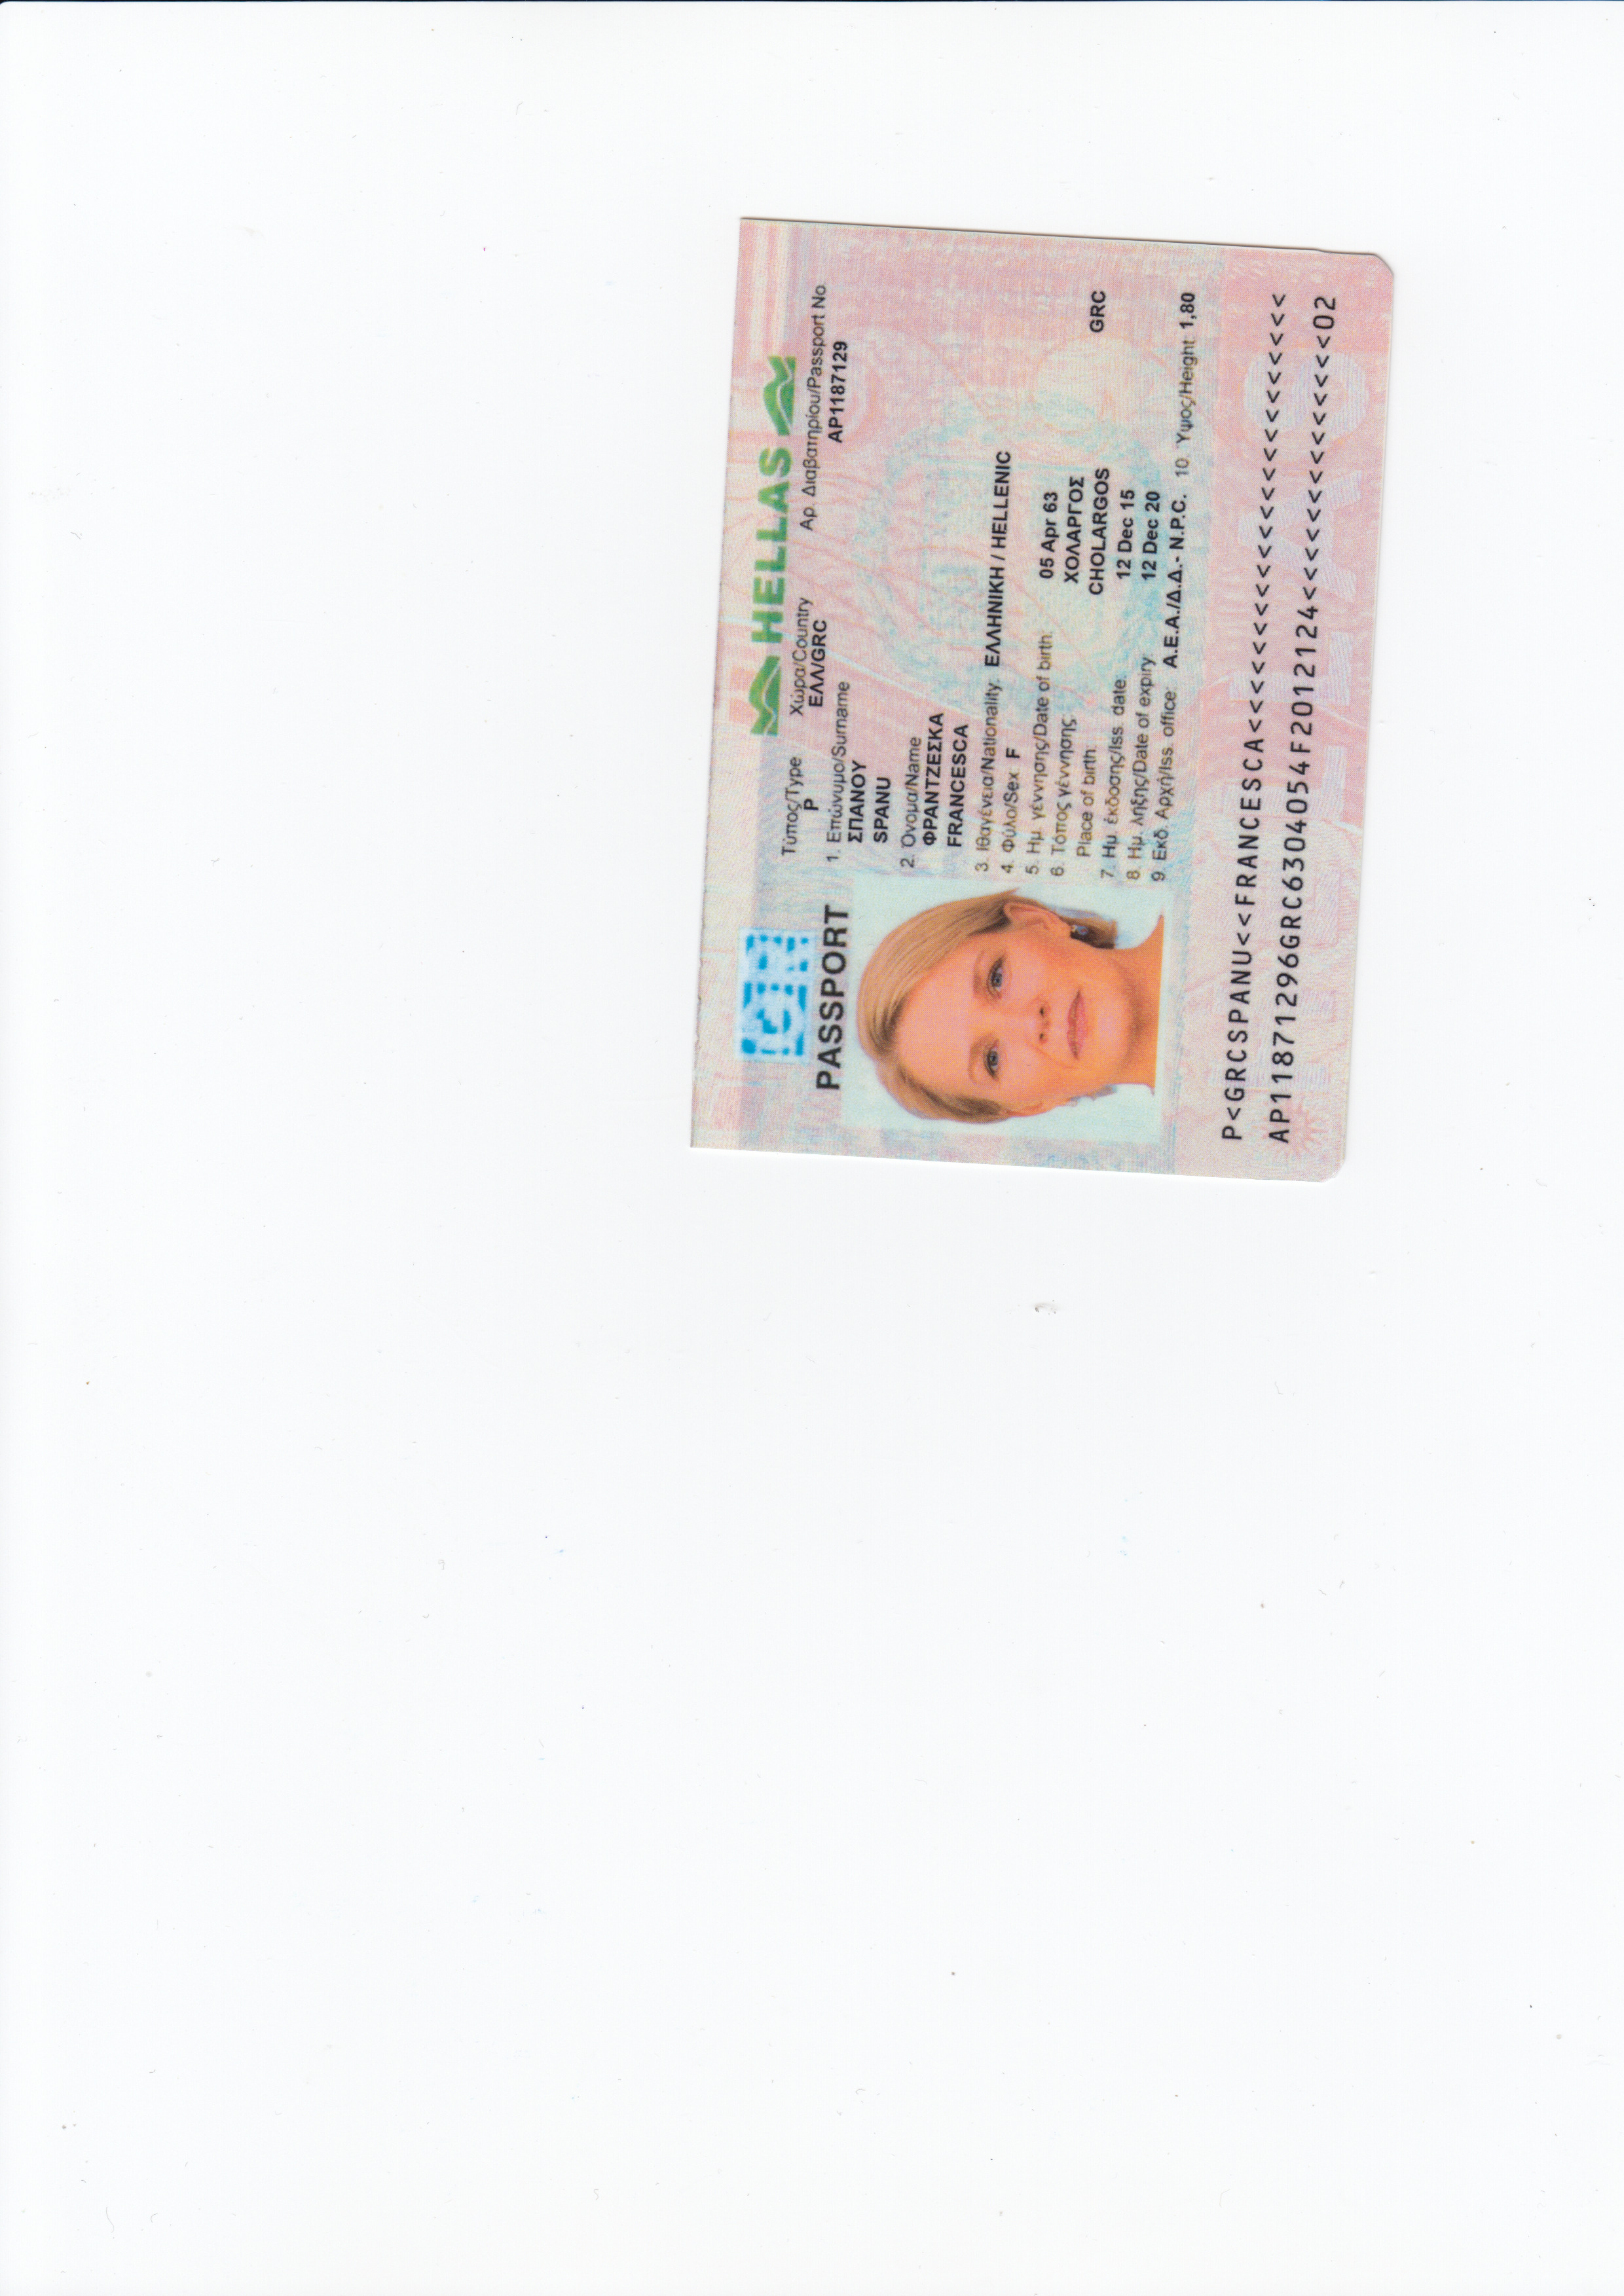 HELLAS
PASSPORT
Τύπος/Type Χώρα/Country Αρ. Διαβατηρίου/Passport No.
P ΕΛΛ/GRC AP1187129
1. Επώνυμο/Surname
ΣΠΑΝΟΥ
SPANU
2. Όνομα/Name
ΦΡΑΝΤΖΕΣΚΑ
FRANCESCA
3. Ιθαγένεια/Nationality: ΕΛΛΗΝΙΚΗ / HELLENIC
4. Φύλο/Sex: F
5. Ημ. γέννησης/Date of birth: 05 Apr 63
6. Τόπος γέννησης: ΧΟΛΑΡΓΟΣ
Place of birth: CHOLARGOS GRC
7. Ημ. έκδοσης/Iss. date: 12 Dec 15
8. Ημ. λήξης/Date of expiry: 12 Dec 20
9. Εκδ. Αρχή/Iss. office: Α.Ε.Α./Δ.Δ.- N.P.C. 10. Ύψος/Height: 1,80
P<GRCSPANU<<FRANCESCA<<<<<<<<<<<<<<<<<<<<<<<
AP11871296GRC6304054F2012124<<<<<<<<<<<<<<02